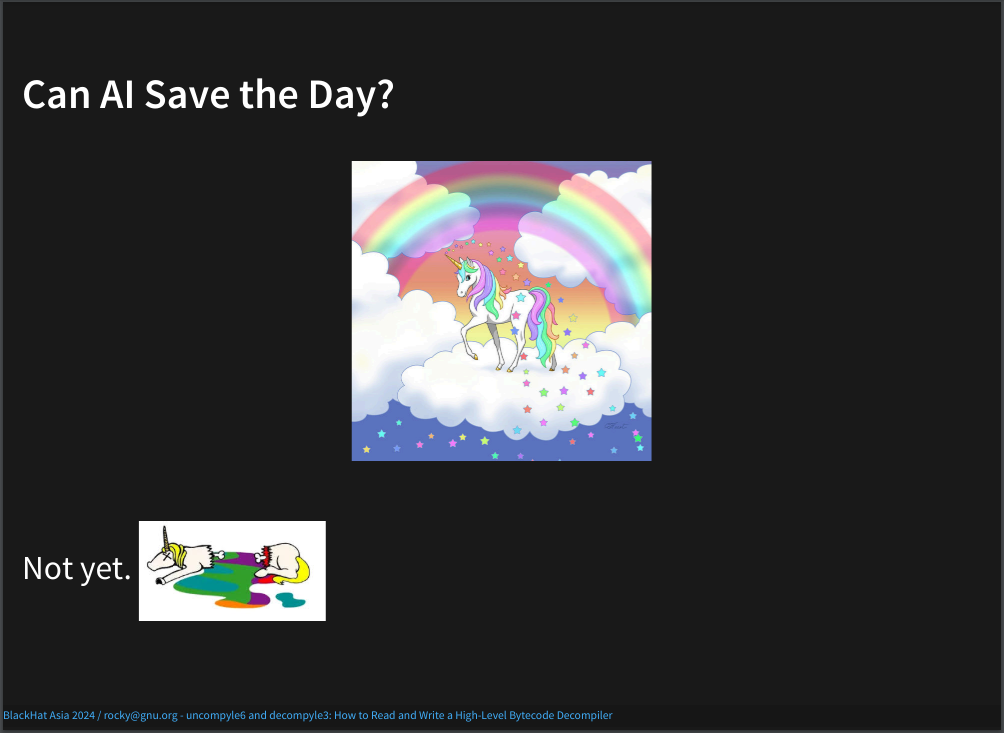 Can AI Save the Day?
Not yet.
BlackHat Asia 2024 / rocky@gnu.org - uncompyle6 and decompyle3: How to Read and Write a High-Level Bytecode Decompiler